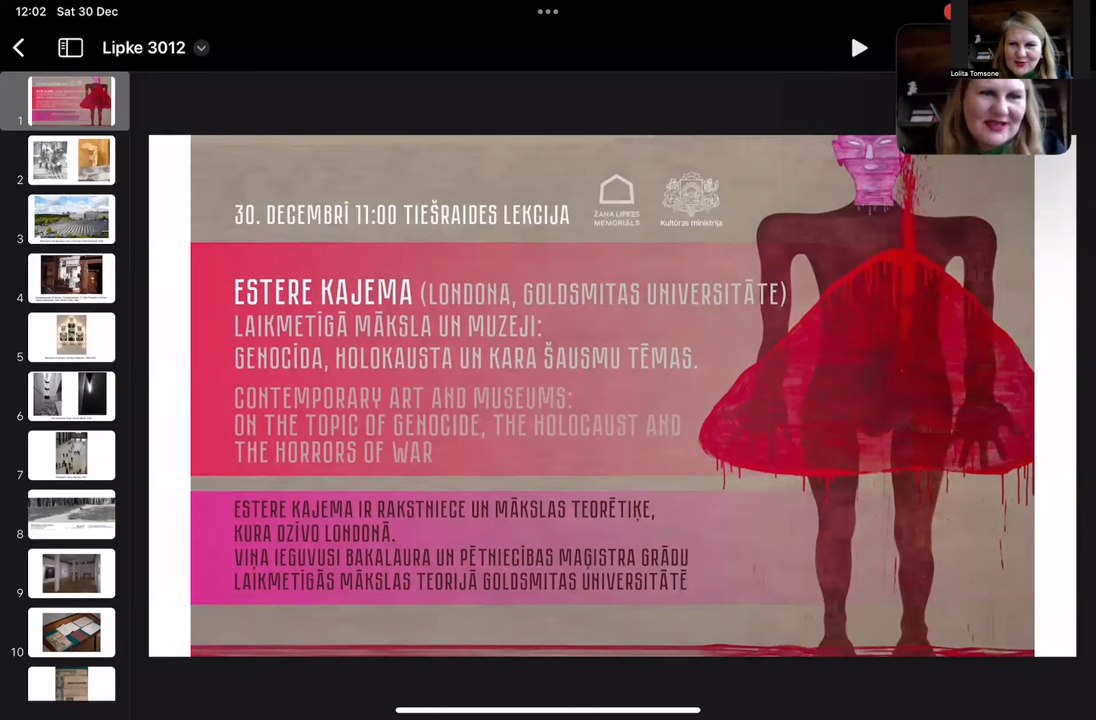 12:02 Sat 30 Dec
Lipke 3012
Lolita Tomsone
1
2
3
4
5
6
7
8
9
10
30. DECEMBRĪ 11:00 TIEŠRAIDES LEKCIJA
ŽAŅA LIPKES
MEMORIĀLS
Kultūras ministrija
ESTERE KAJEMA (LONDONA, GOLDSMITAS UNIVERSITĀTE)
LAIKMETĪGĀ MĀKSLA UN MUZEJI:
GENOCĪDA, HOLOKAUSTA UN KARA ŠAUSMU TĒMAS.
CONTEMPORARY ART AND MUSEUMS:
ON THE TOPIC OF GENOCIDE, THE HOLOCAUST AND
THE HORRORS OF WAR
ESTERE KAJEMA IR RAKSTNIECE UN MĀKSLAS TEORĒTIĶE,
KURA DZĪVO LONDONĀ.
VIŅA IEGUVUSI BAKALAURA UN PĒTNIECĪBAS MAĢISTRA GRĀDU
LAIKMETĪGĀS MĀKSLAS TEORIJĀ GOLDSMITAS UNIVERSITĀTĒ